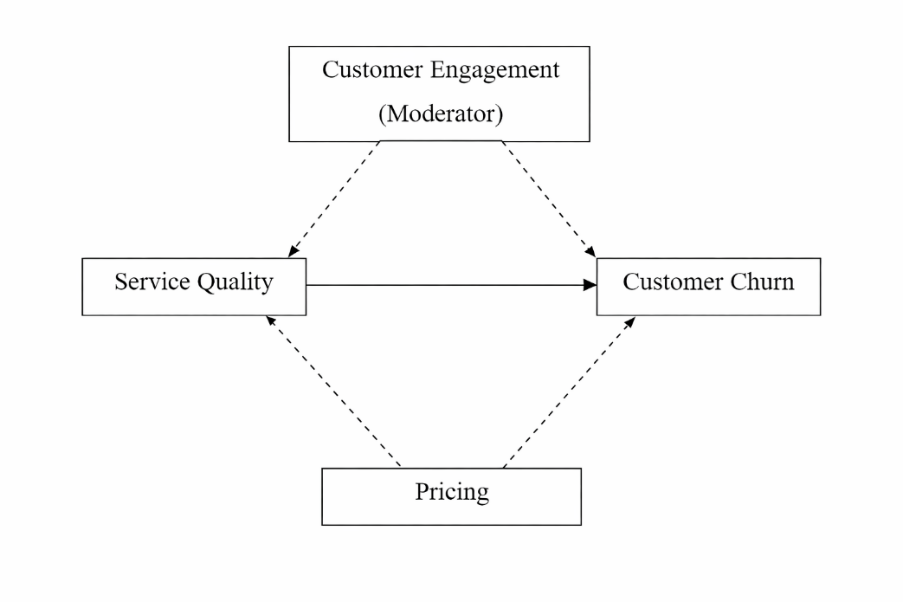 Customer Engagement
(Moderator)
Service Quality
Customer Churn
Pricing